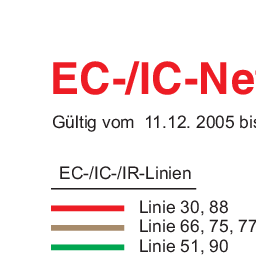 EC-/IC-Ne
Gültig vom 11.12. 2005 bis
EC-/IC-/IR-Linien
Linie 30, 88
Linie 66, 75, 77
Linie 51, 90